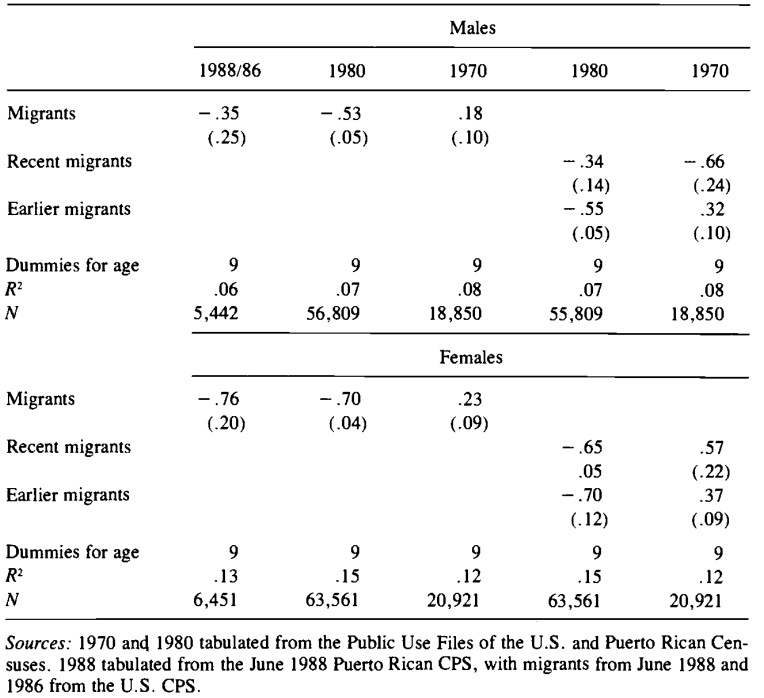 Males
1988/86 1980 1970 1980 1970
Migrants −.35 −.53 .18
(.25) (.05) (.10)
Recent migrants −.34 −.66
(.14) (.24)
Earlier migrants −.55 .32
(.05) (.10)
Dummies for age 9 9 9 9 9
R² .06 .07 .08 .07 .08
N 5,442 56,809 18,850 55,809 18,850
Females
Migrants −.76 −.70 .23
(.20) (.04) (.09)
Recent migrants −.65 .57
.05 (.22)
Earlier migrants −.70 .37
(.12) (.09)
Dummies for age 9 9 9 9 9
R² .13 .15 .12 .15 .12
N 6,451 63,561 20,921 63,561 20,921
Sources: 1970 and 1980 tabulated from the Public Use Files of the U.S. and Puerto Rican Cen-
suses. 1988 tabulated from the June 1988 Puerto Rican CPS, with migrants from June 1988 and
1986 from the U.S. CPS.